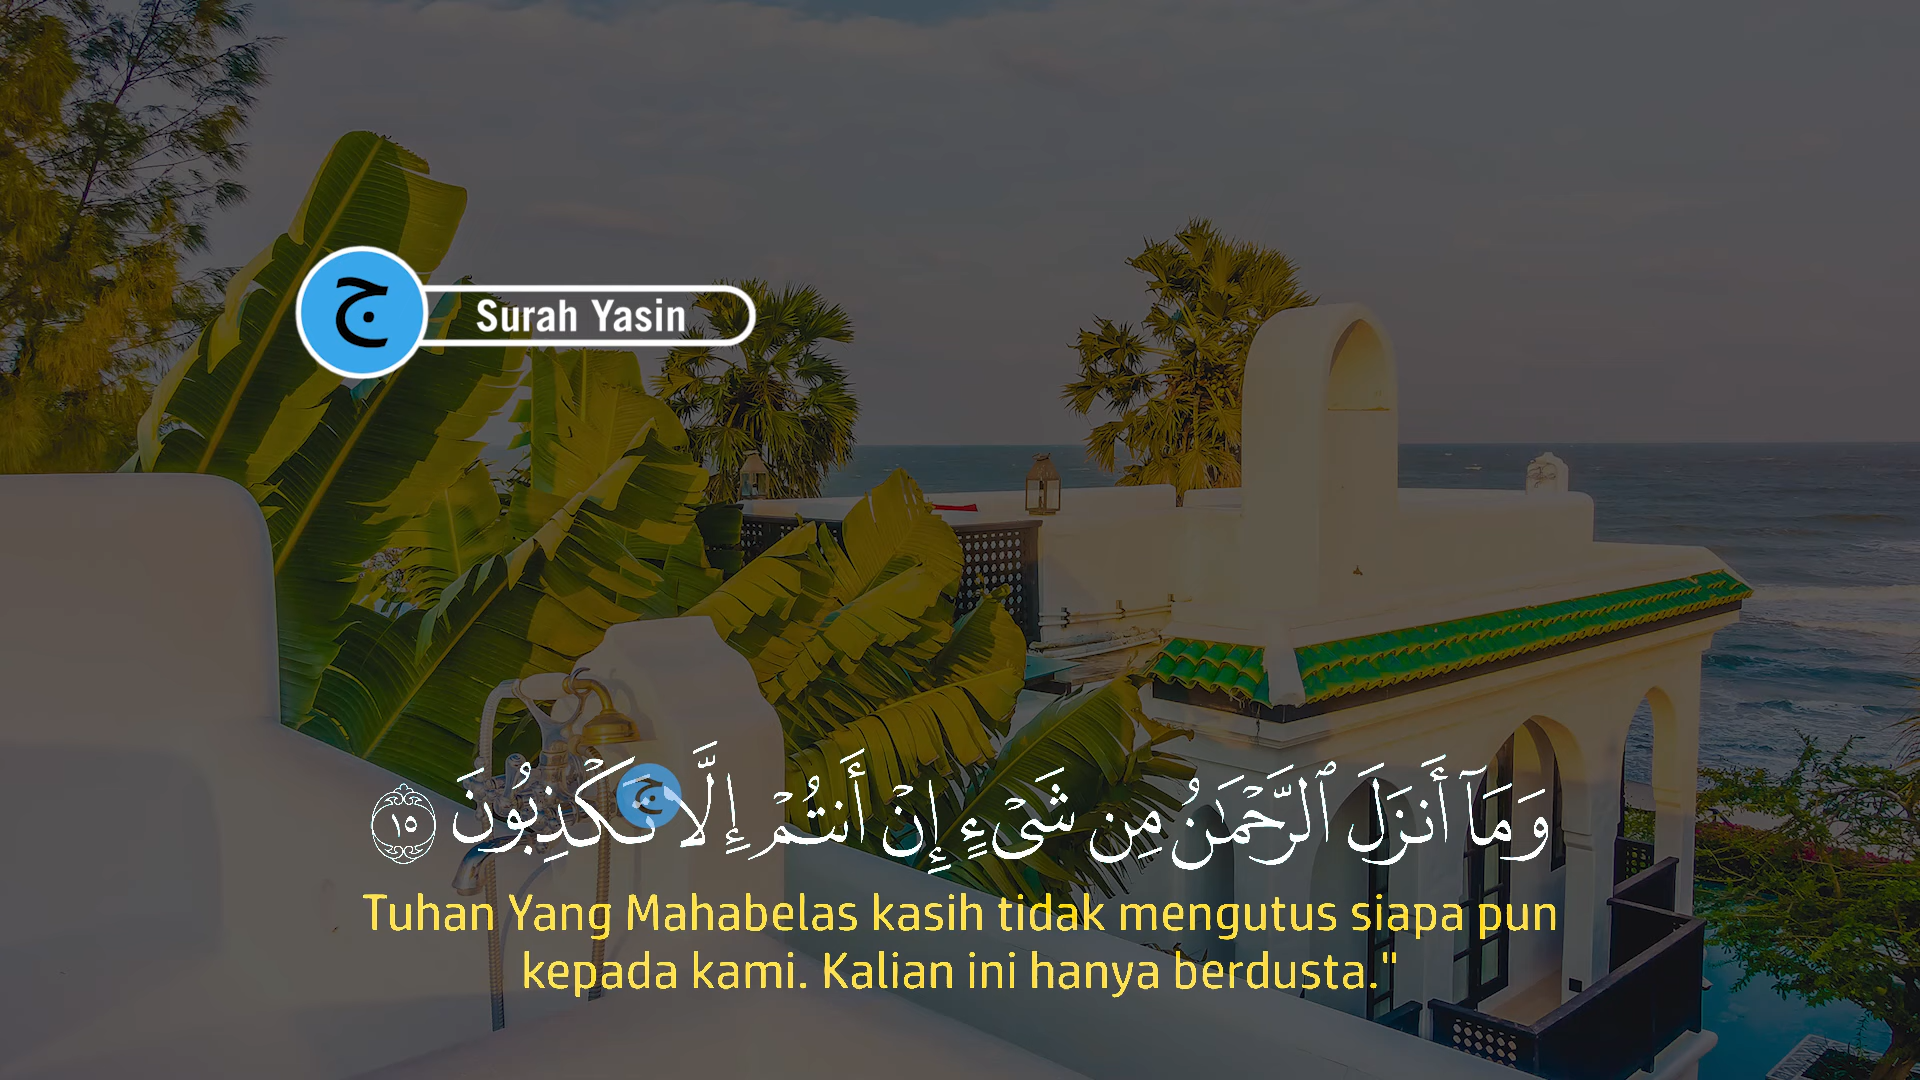 ج
Surah Yasin
وَمَآ أَنزَلَ ٱلرَّحْمَـٰنُ مِن شَىْءٍ إِنْ أَنتُمْ إِلَّا تَكْذِبُونَ ١٥
ج
Tuhan Yang Mahabelas kasih tidak mengutus siapa pun
kepada kami. Kalian ini hanya berdusta."